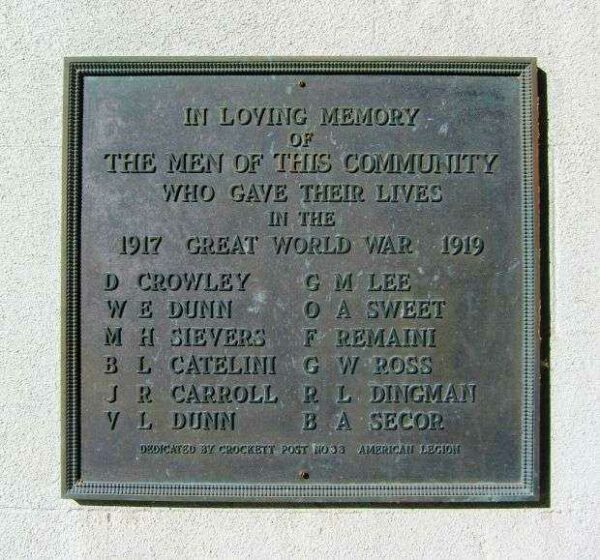 IN LOVING MEMORY
OF
THE MEN OF THIS COMMUNITY
WHO GAVE THEIR LIVES
IN THE
1917 GREAT WORLD WAR 1919
D CROWLEY G M LEE
W E DUNN O A SWEET
M H SIEVERS F REMAINI
B L CATELINI G W ROSS
J R CARROLL R L DINGMAN
V L DUNN B A SECOR
DEDICATED BY CROCKETT POST NO 33 AMERICAN LEGION